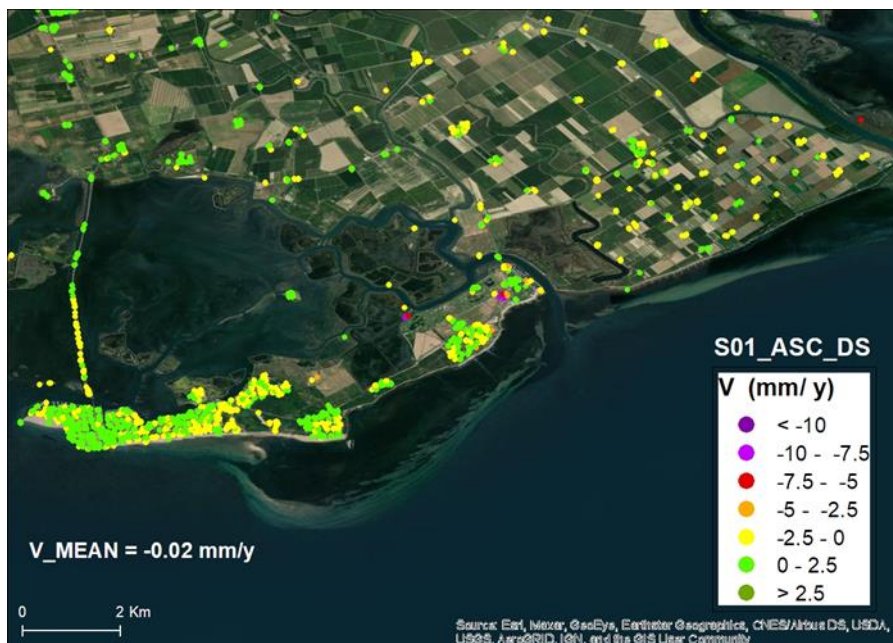 S01_ASC_DS
V (mm/ y)
< -10
-10 - -7.5
-7.5 - -5
-5 - -2.5
-2.5 - 0
0 - 2.5
> 2.5
V_MEAN = -0.02 mm/y
0 2 Km
Source: Esri, Maxar, GeoEye, Earthstar Geographics, CNES/Airbus DS, USDA,
USGS, AeroGRID, IGN, and the GIS User Community